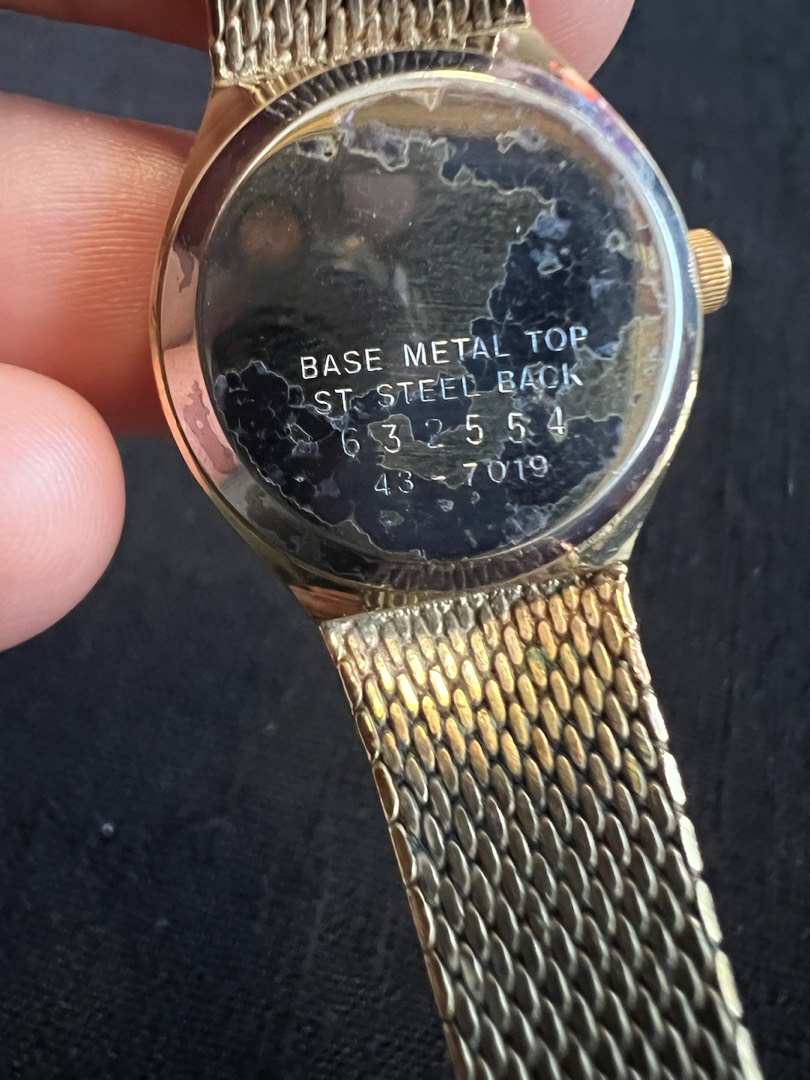 BASE METAL TOP
ST. STEEL BACK
632554
43-7019